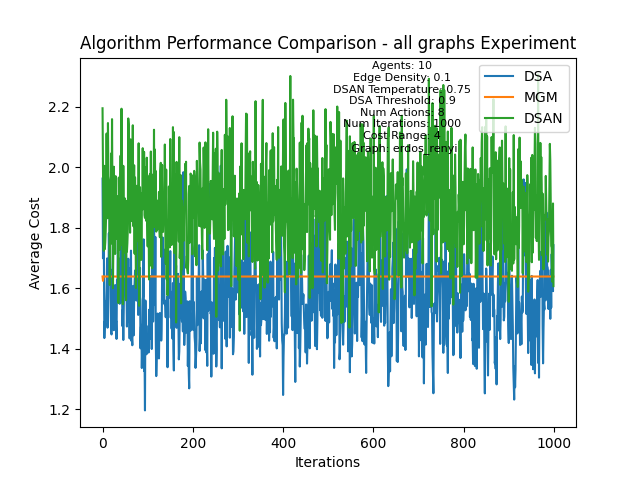 Algorithm Performance Comparison - all graphs Experiment
Agents: 10
Edge Density: 0.1
DSAN Temperature: 0.75
DSA Threshold: 0.9
Num Actions: 8
Num Iterations: 1000
Cost Range: 4
Graph: erdos_renyi
DSA
MGM
DSAN
Average Cost
2.2
2.0
1.8
1.6
1.4
1.2
0
200
400
600
800
1000
Iterations